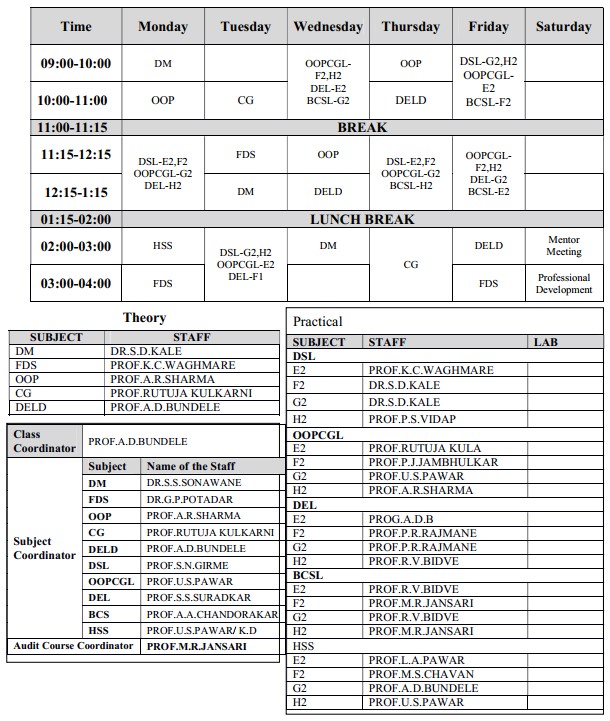 Time Monday Tuesday Wednesday Thursday Friday Saturday
09:00-10:00 DM OOPCGL-F2,H2 DEL-E2 BCSL-G2 OOP DSL-G2,H2 OOPCGL-E2 BCSL-F2
10:00-11:00 OOP CG DELD
11:00-11:15 BREAK
11:15-12:15 DSL-E2,F2 OOPCGL-G2 DEL-H2 FDS OOP DSL-E2,F2 OOPCGL-G2 BCSL-H2 OOPCGL-F2,H2 DEL-G2 BCSL-E2
12:15-1:15 DM DELD
01:15-02:00 LUNCH BREAK
02:00-03:00 HSS DSL-G2,H2 OOPCGL-E2 DEL-F1 DM CG DELD Mentor Meeting
03:00-04:00 FDS FDS Professional Development
Theory
SUBJECT STAFF
DM DR.S.D.KALE
FDS PROF.K.C.WAGHMARE
OOP PROF.A.R.SHARMA
CG PROF.RUTUJA KULKARNI
DELD PROF.A.D.BUNDELE
Class Coordinator PROF.A.D.BUNDELE
Subject Coordinator
Subject Name of the Staff
DM DR.S.S.SONAWANE
FDS DR.G.P.POTADAR
OOP PROF.A.R.SHARMA
CG PROF.RUTUJA KULKARNI
DELD PROF.A.D.BUNDELE
DSL PROF.S.N.GIRME
OOPCGL PROF.U.S.PAWAR
DEL PROF.S.S.SURADKAR
BCS PROF.A.A.CHANDORAKAR
HSS PROF.U.S.PAWAR/ K.D
Audit Course Coordinator PROF.M.R.JANSARI
Practical
SUBJECT STAFF LAB
DSL
E2 PROF.K.C.WAGHMARE
F2 DR.S.D.KALE
G2 DR.S.D.KALE
H2 PROF.P.S.VIDAP
OOPCGL
E2 PROF.RUTUJA KULA
F2 PROF.P.J.JAMBHULKAR
G2 PROF.U.S.PAWAR
H2 PROF.A.R.SHARMA
DEL
E2 PROG.A.D.B
F2 PROF.P.R.RAJMANE
G2 PROF.P.R.RAJMANE
H2 PROF.R.V.BIDVE
BCSL
E2 PROF.R.V.BIDVE
F2 PROF.M.R.JANSARI
G2 PROF.R.V.BIDVE
H2 PROF.M.R.JANSARI
HSS
E2 PROF.L.A.PAWAR
F2 PROF.M.S.CHAVAN
G2 PROF.A.D.BUNDELE
H2 PROF.U.S.PAWAR